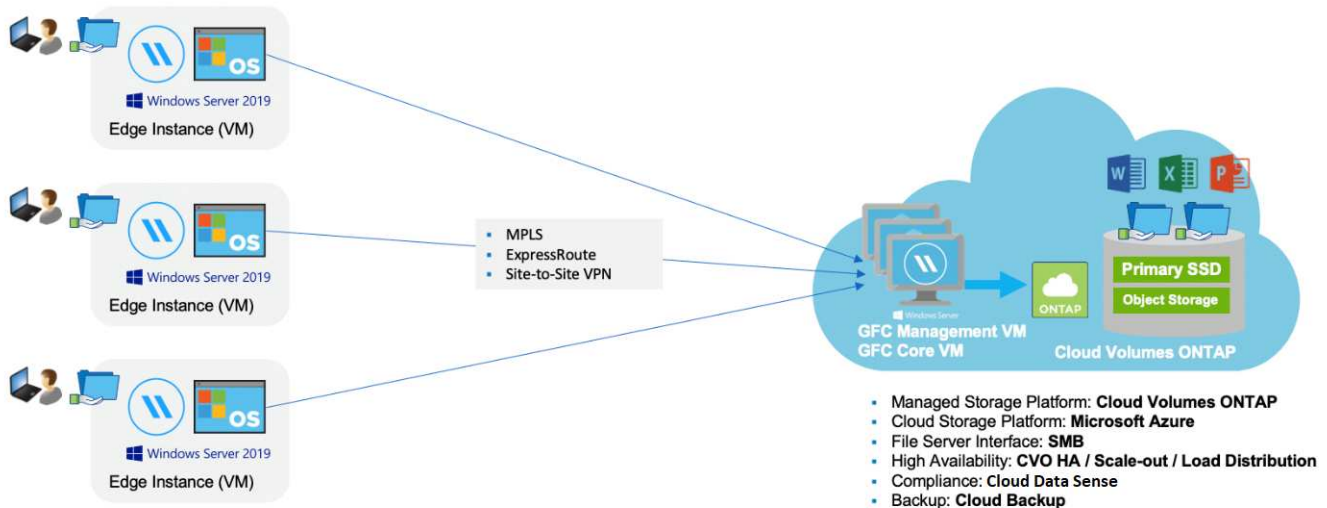 OS
Windows Server 2019
Edge Instance (VM)
OS
Windows Server 2019
Edge Instance (VM)
OS
Windows Server 2019
Edge Instance (VM)
▪ MPLS
▪ ExpressRoute
▪ Site-to-Site VPN
W
X
P
Primary SSD
Object Storage
ONTAP
Windows Server
GFC Management VM
GFC Core VM
Cloud Volumes ONTAP
▪ Managed Storage Platform: Cloud Volumes ONTAP
▪ Cloud Storage Platform: Microsoft Azure
▪ File Server Interface: SMB
▪ High Availability: CVO HA / Scale-out / Load Distribution
▪ Compliance: Cloud Data Sense
▪ Backup: Cloud Backup